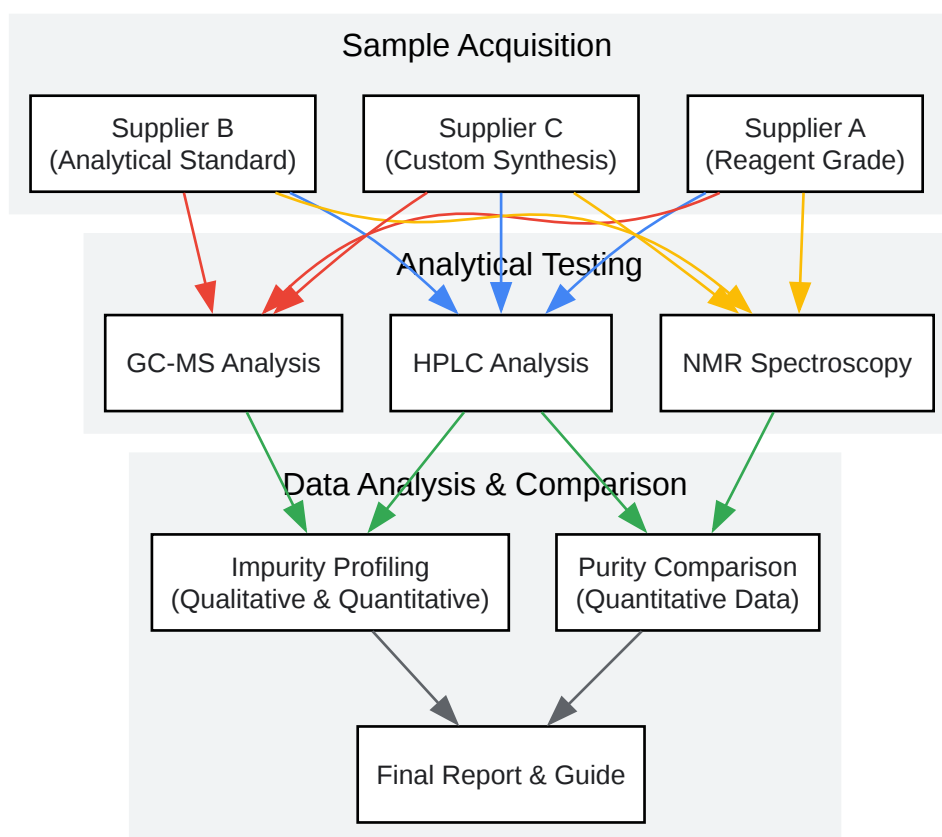 Sample Acquisition
Supplier B
(Analytical Standard)
Supplier C
(Custom Synthesis)
Supplier A
(Reagent Grade)
Analytical Testing
GC-MS Analysis
HPLC Analysis
NMR Spectroscopy
Data Analysis & Comparison
Impurity Profiling
(Qualitative & Quantitative)
Purity Comparison
(Quantitative Data)
Final Report & Guide